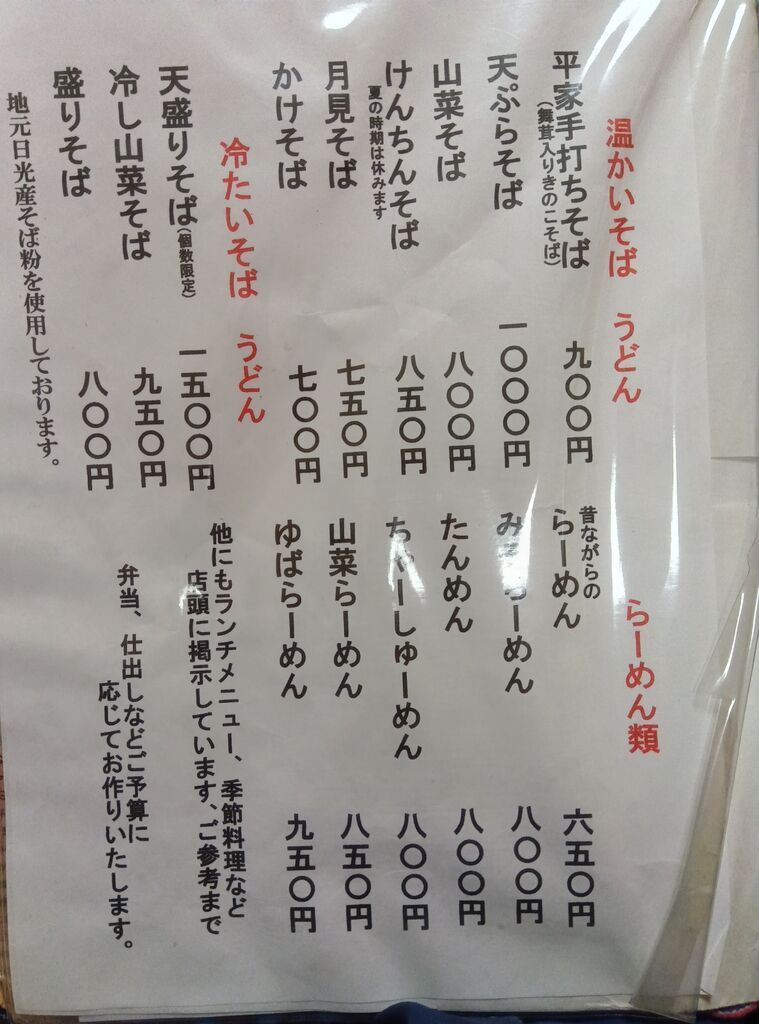 温かいそば　うどん
平家手打ちそば　九〇〇円
（舞茸入りきのこそば）
天ぷらそば　一〇〇〇円
山菜そば　八〇〇円
けんちんそば　八五〇円
夏の時期は休みます
月見そば　七五〇円
かけそば　七〇〇円
冷たいそば　うどん
天盛りそば（個数限定）　一五〇〇円
冷し山菜そば　九五〇円
盛りそば　八〇〇円
地元日光産そば粉を使用しております。
らーめん類
昔ながらの
らーめん　六五〇円
みそらーめん　八〇〇円
たんめん　八〇〇円
ちゃーしゅーめん　八〇〇円
山菜らーめん　八五〇円
ゆばらーめん　九五〇円
他にもランチメニュー、季節料理など
店頭に掲示しています、ご参考まで
弁当、仕出しなどご予算に
応じてお作りいたします。